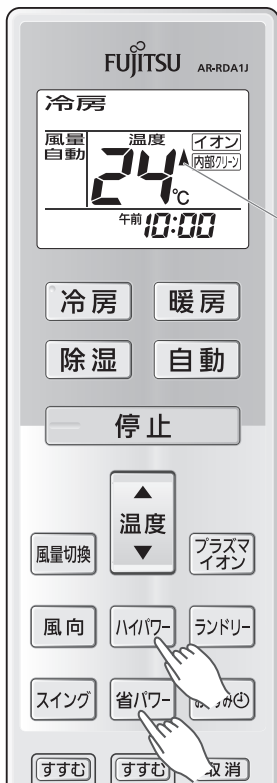 FUJITSU AR-RDA1J
冷房
風量 温度 イオン
自動 24℃ 内部クリーン
午前 10:00
冷房 暖房
除湿 自動
停止
▲
温度
▼
風量切換 プラズマイオン
風向 ハイパワー ランドリー
スイング 省パワー
すすむ すすむ 取消